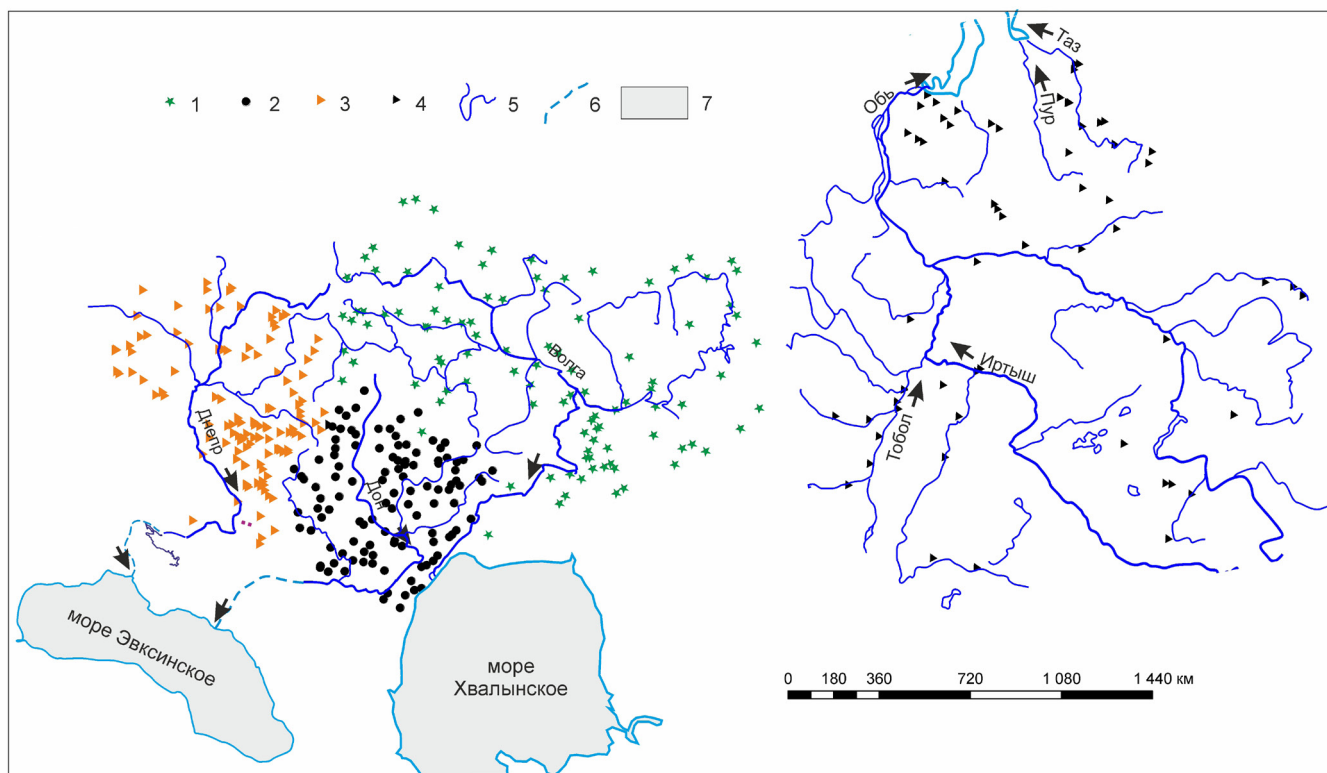 1
2
3
4
5
6
7
Обь
Таз
Пур
Волга
Иртыш
Тобол
Днепр
Дон
море Эвксинское
море
Хвалынское
0 180 360 720 1 080 1 440 км